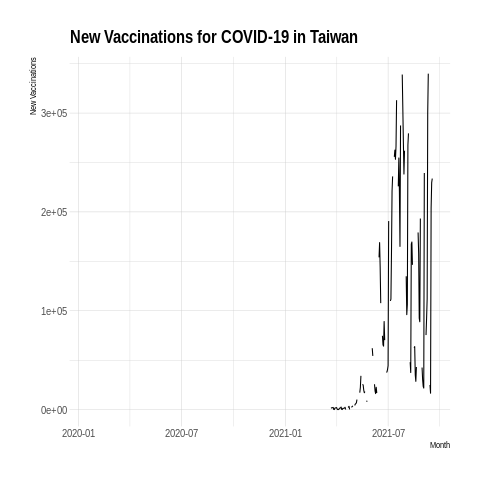 New Vaccinations for COVID-19 in Taiwan
New Vaccinations
3e+05
2e+05
1e+05
0e+00
2020-01 2020-07 2021-01 2021-07
Month